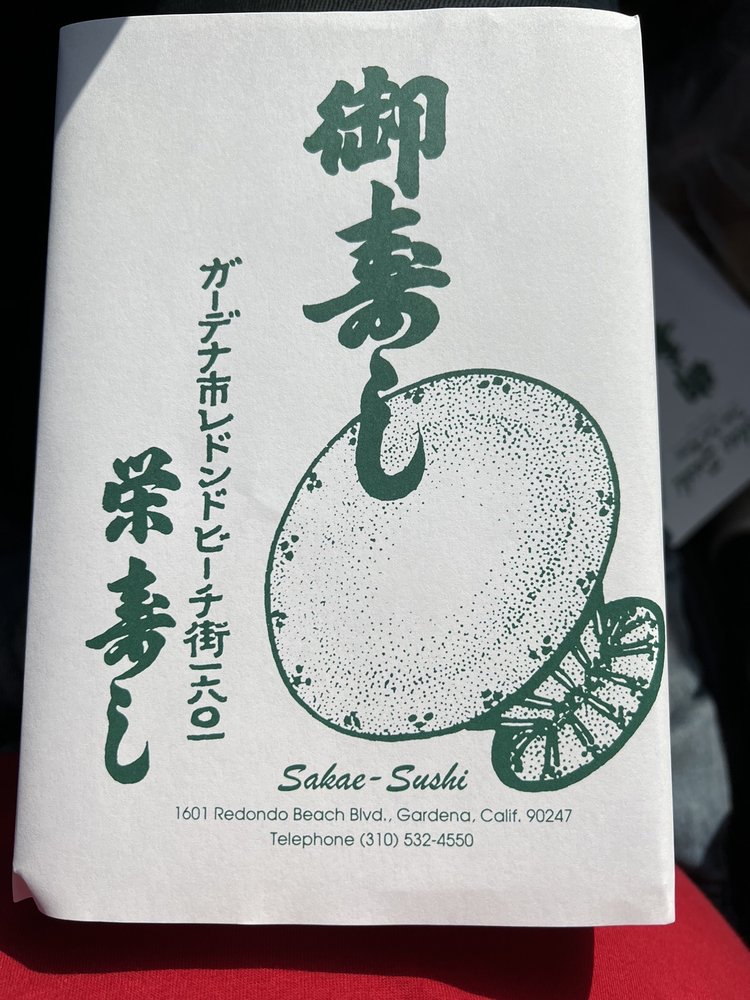 御寿し
ガーデナ市レドンドビーチ街一六〇一
栄寿し
Sakae-Sushi
1601 Redondo Beach Blvd., Gardena, Calif. 90247
Telephone (310) 532-4550